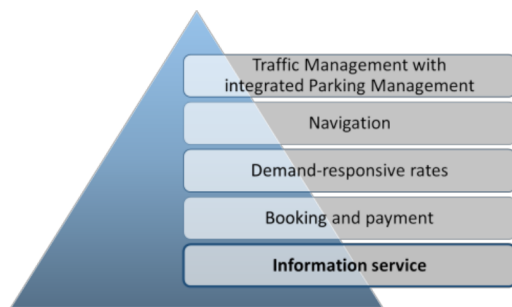 Traffic Management with
integrated Parking Management
Navigation
Demand-responsive rates
Booking and payment
Information service